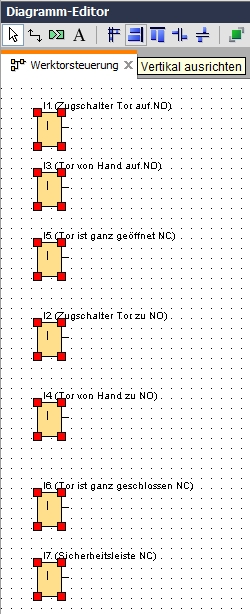 Diagramm-Editor
A
Werktorsteuerung
Vertikal ausrichten
I1 (Zugschalter Tor auf NO)
I
I3 (Tor von Hand auf NO)
I
I5 (Tor ist ganz geöffnet NC)
I
I2 (Zugschalter Tor zu NO)
I
I4 (Tor von Hand zu NO)
I
I6 (Tor ist ganz geschlossen NC)
I
I7 (Sicherheitsleiste NC)
I